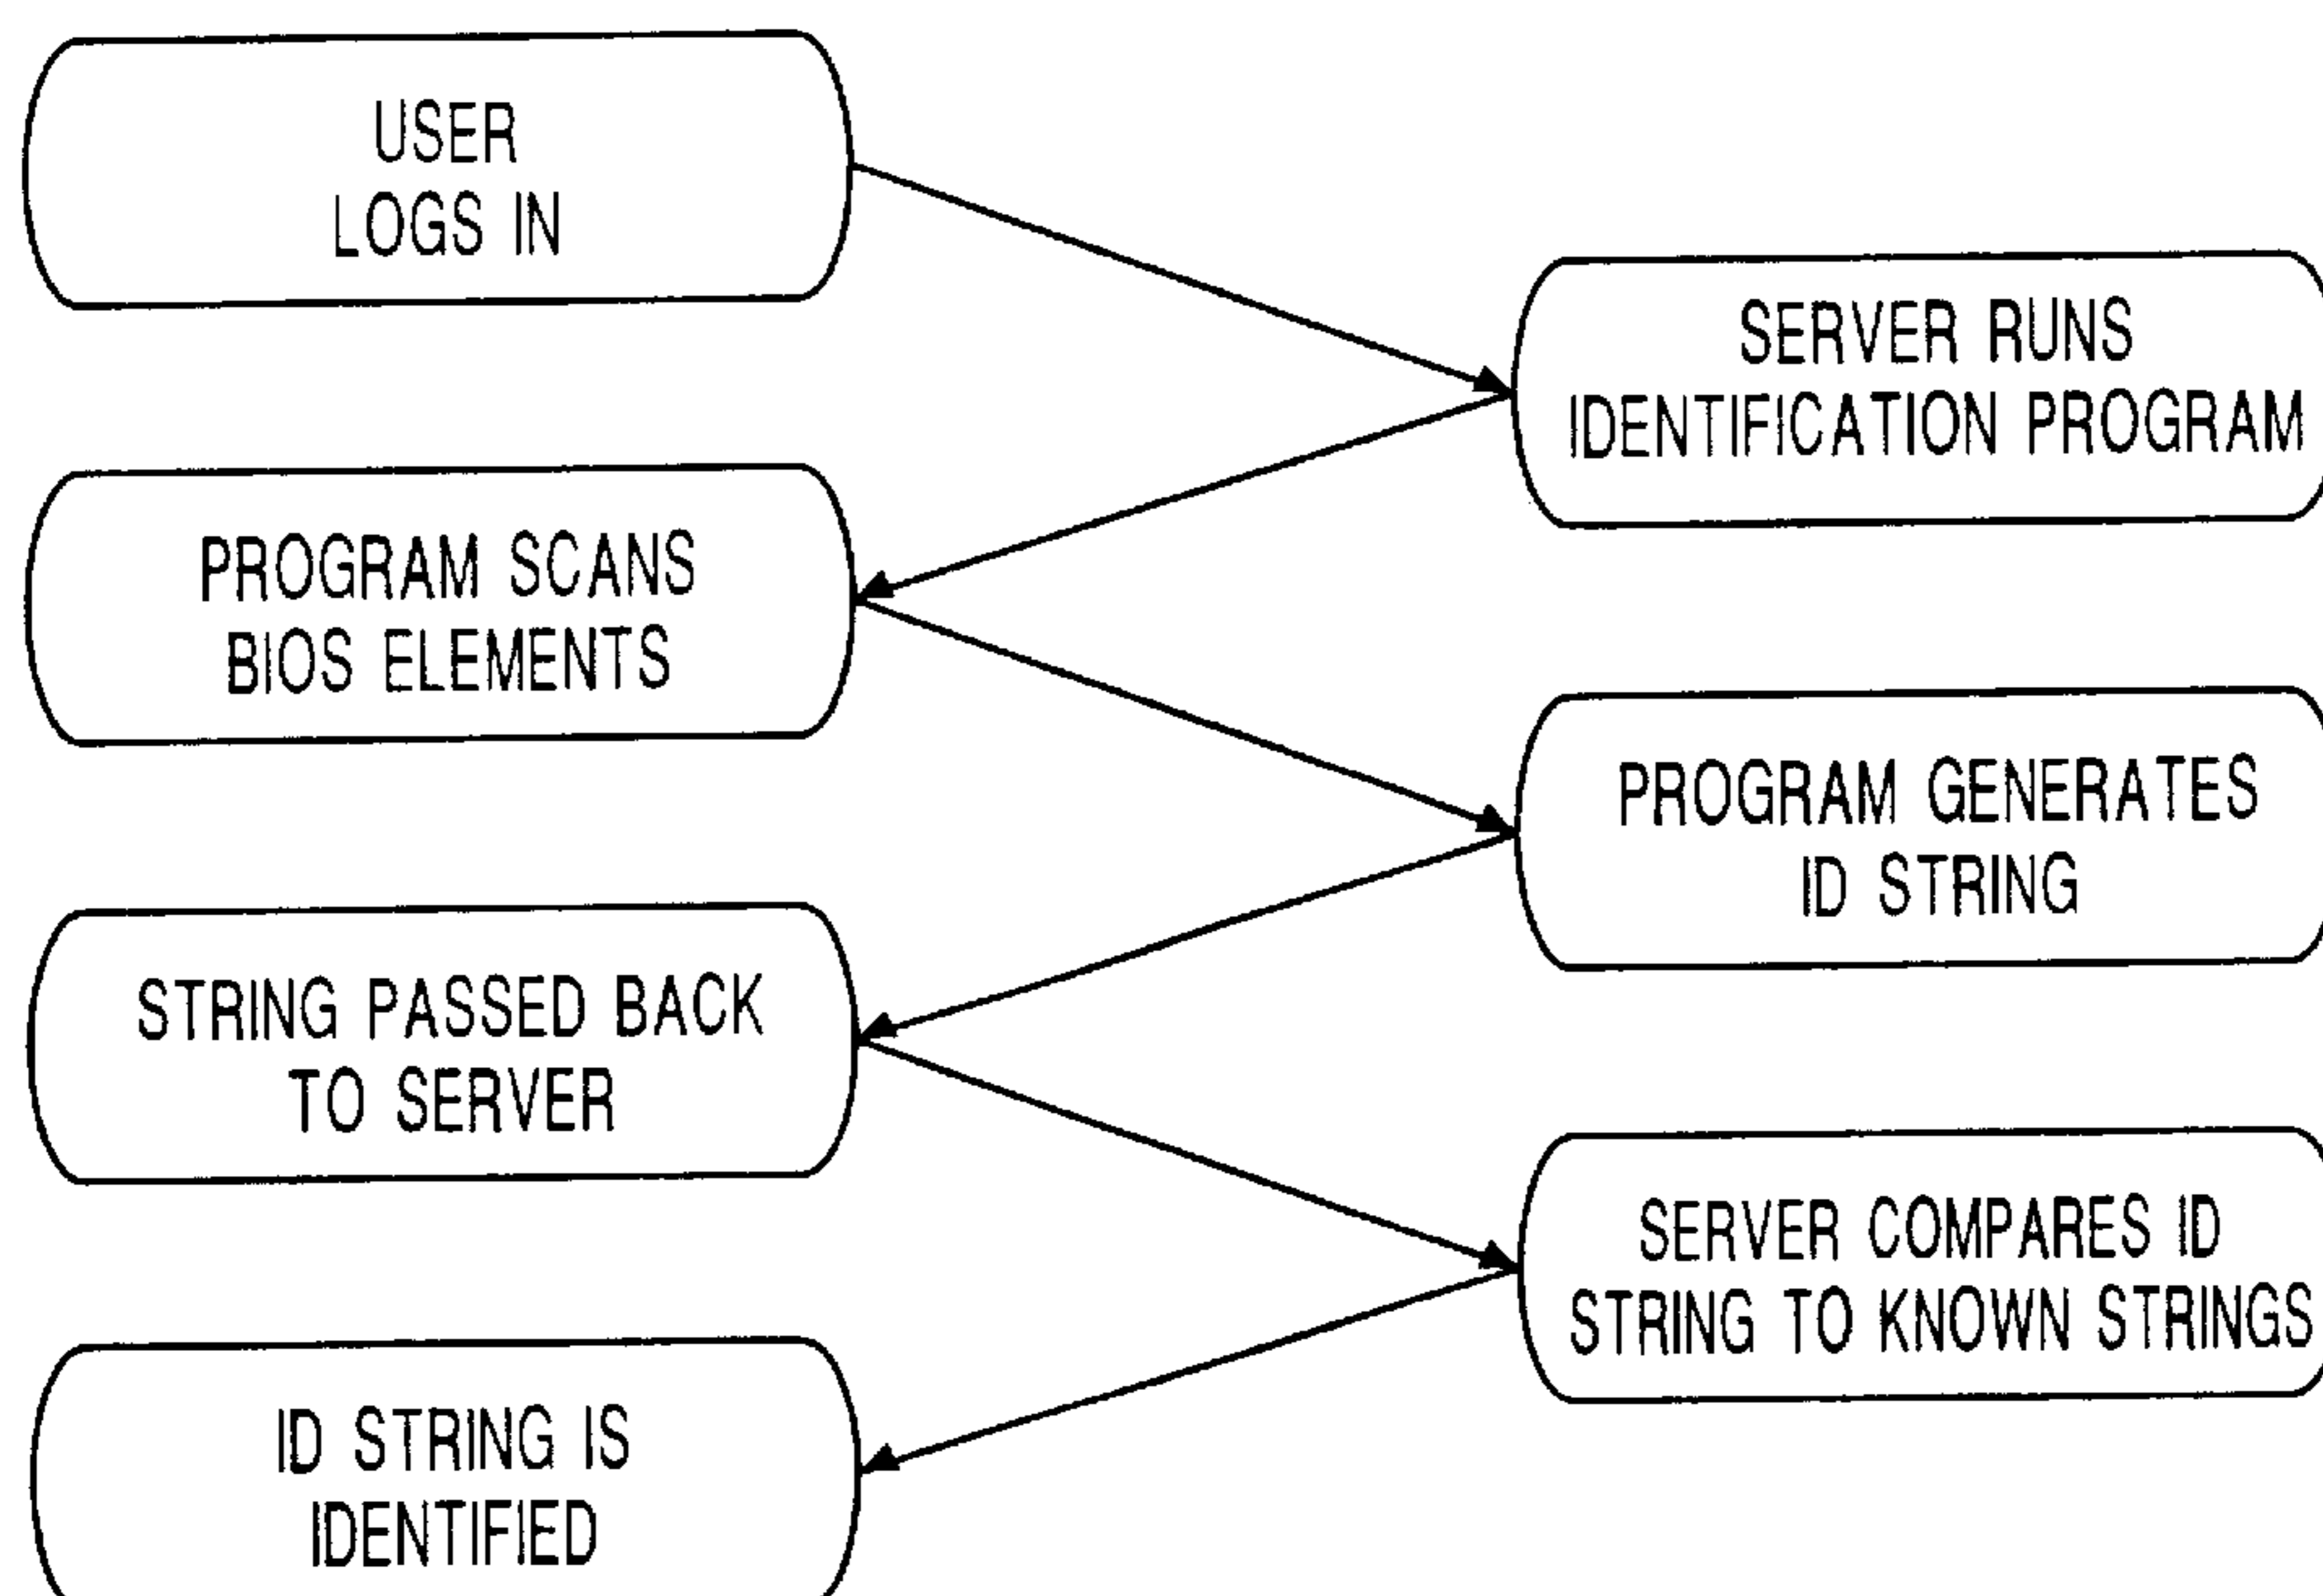 USER
LOGS IN
SERVER RUNS
IDENTIFICATION PROGRAM
PROGRAM SCANS
BIOS ELEMENTS
PROGRAM GENERATES
ID STRING
STRING PASSED BACK
TO SERVER
SERVER COMPARES ID
STRING TO KNOWN STRINGS
ID STRING IS
IDENTIFIED